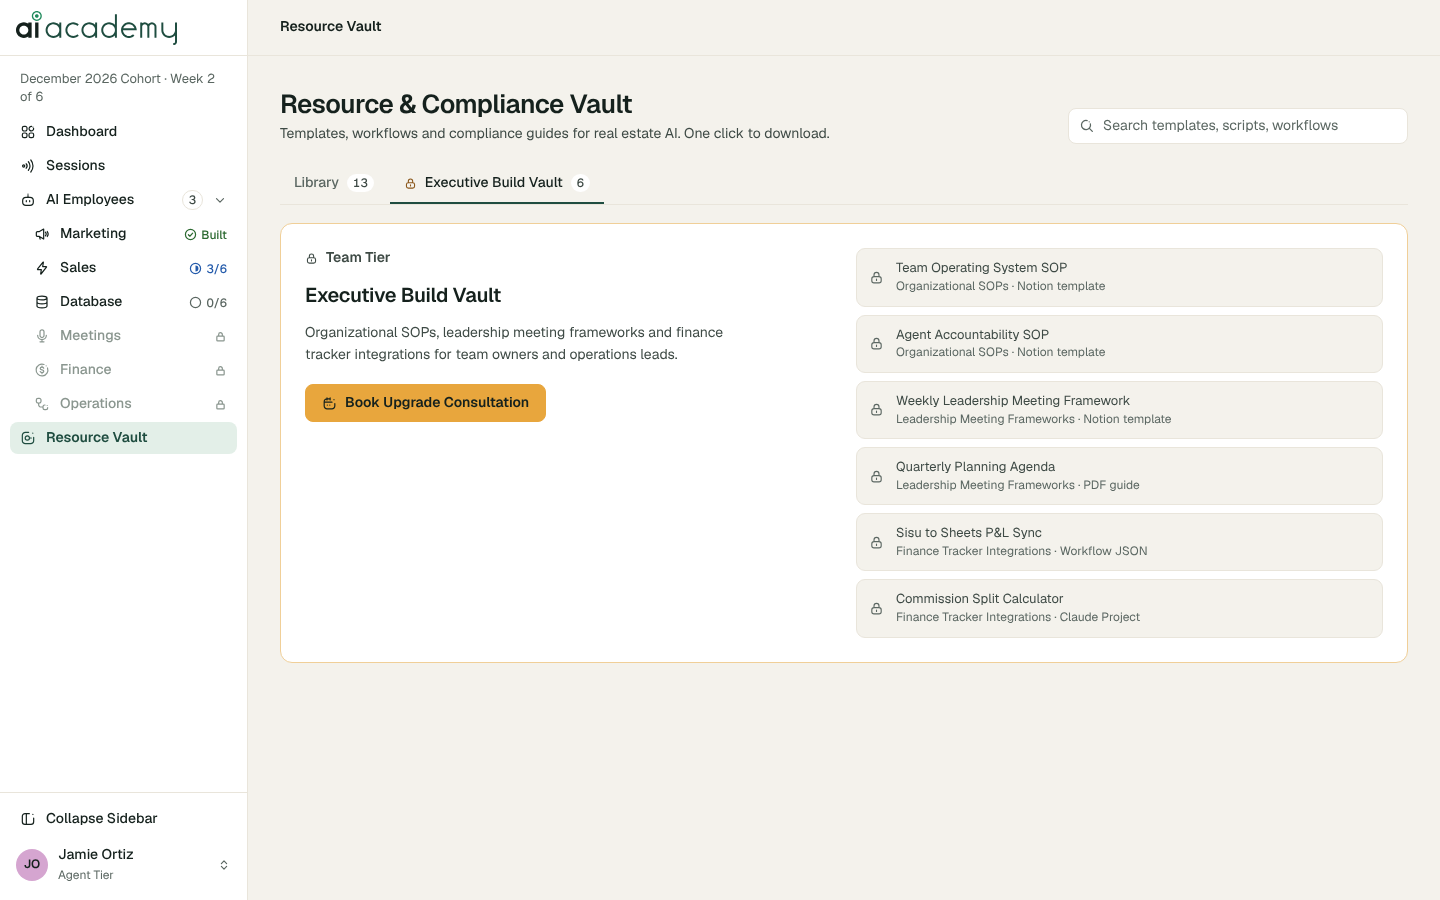 ai academy
Resource Vault
December 2026 Cohort · Week 2
of 6
Dashboard
Sessions
AI Employees 3
Marketing Built
Sales 3/6
Database 0/6
Meetings
Finance
Operations
Resource Vault
Collapse Sidebar
JO
Jamie Ortiz
Agent Tier
Resource & Compliance Vault
Templates, workflows and compliance guides for real estate AI. One click to download.
Search templates, scripts, workflows
Library 13
Executive Build Vault 6
Team Tier
Executive Build Vault
Organizational SOPs, leadership meeting frameworks and finance
tracker integrations for team owners and operations leads.
Book Upgrade Consultation
Team Operating System SOP
Organizational SOPs · Notion template
Agent Accountability SOP
Organizational SOPs · Notion template
Weekly Leadership Meeting Framework
Leadership Meeting Frameworks · Notion template
Quarterly Planning Agenda
Leadership Meeting Frameworks · PDF guide
Sisu to Sheets P&L Sync
Finance Tracker Integrations · Workflow JSON
Commission Split Calculator
Finance Tracker Integrations · Claude Project